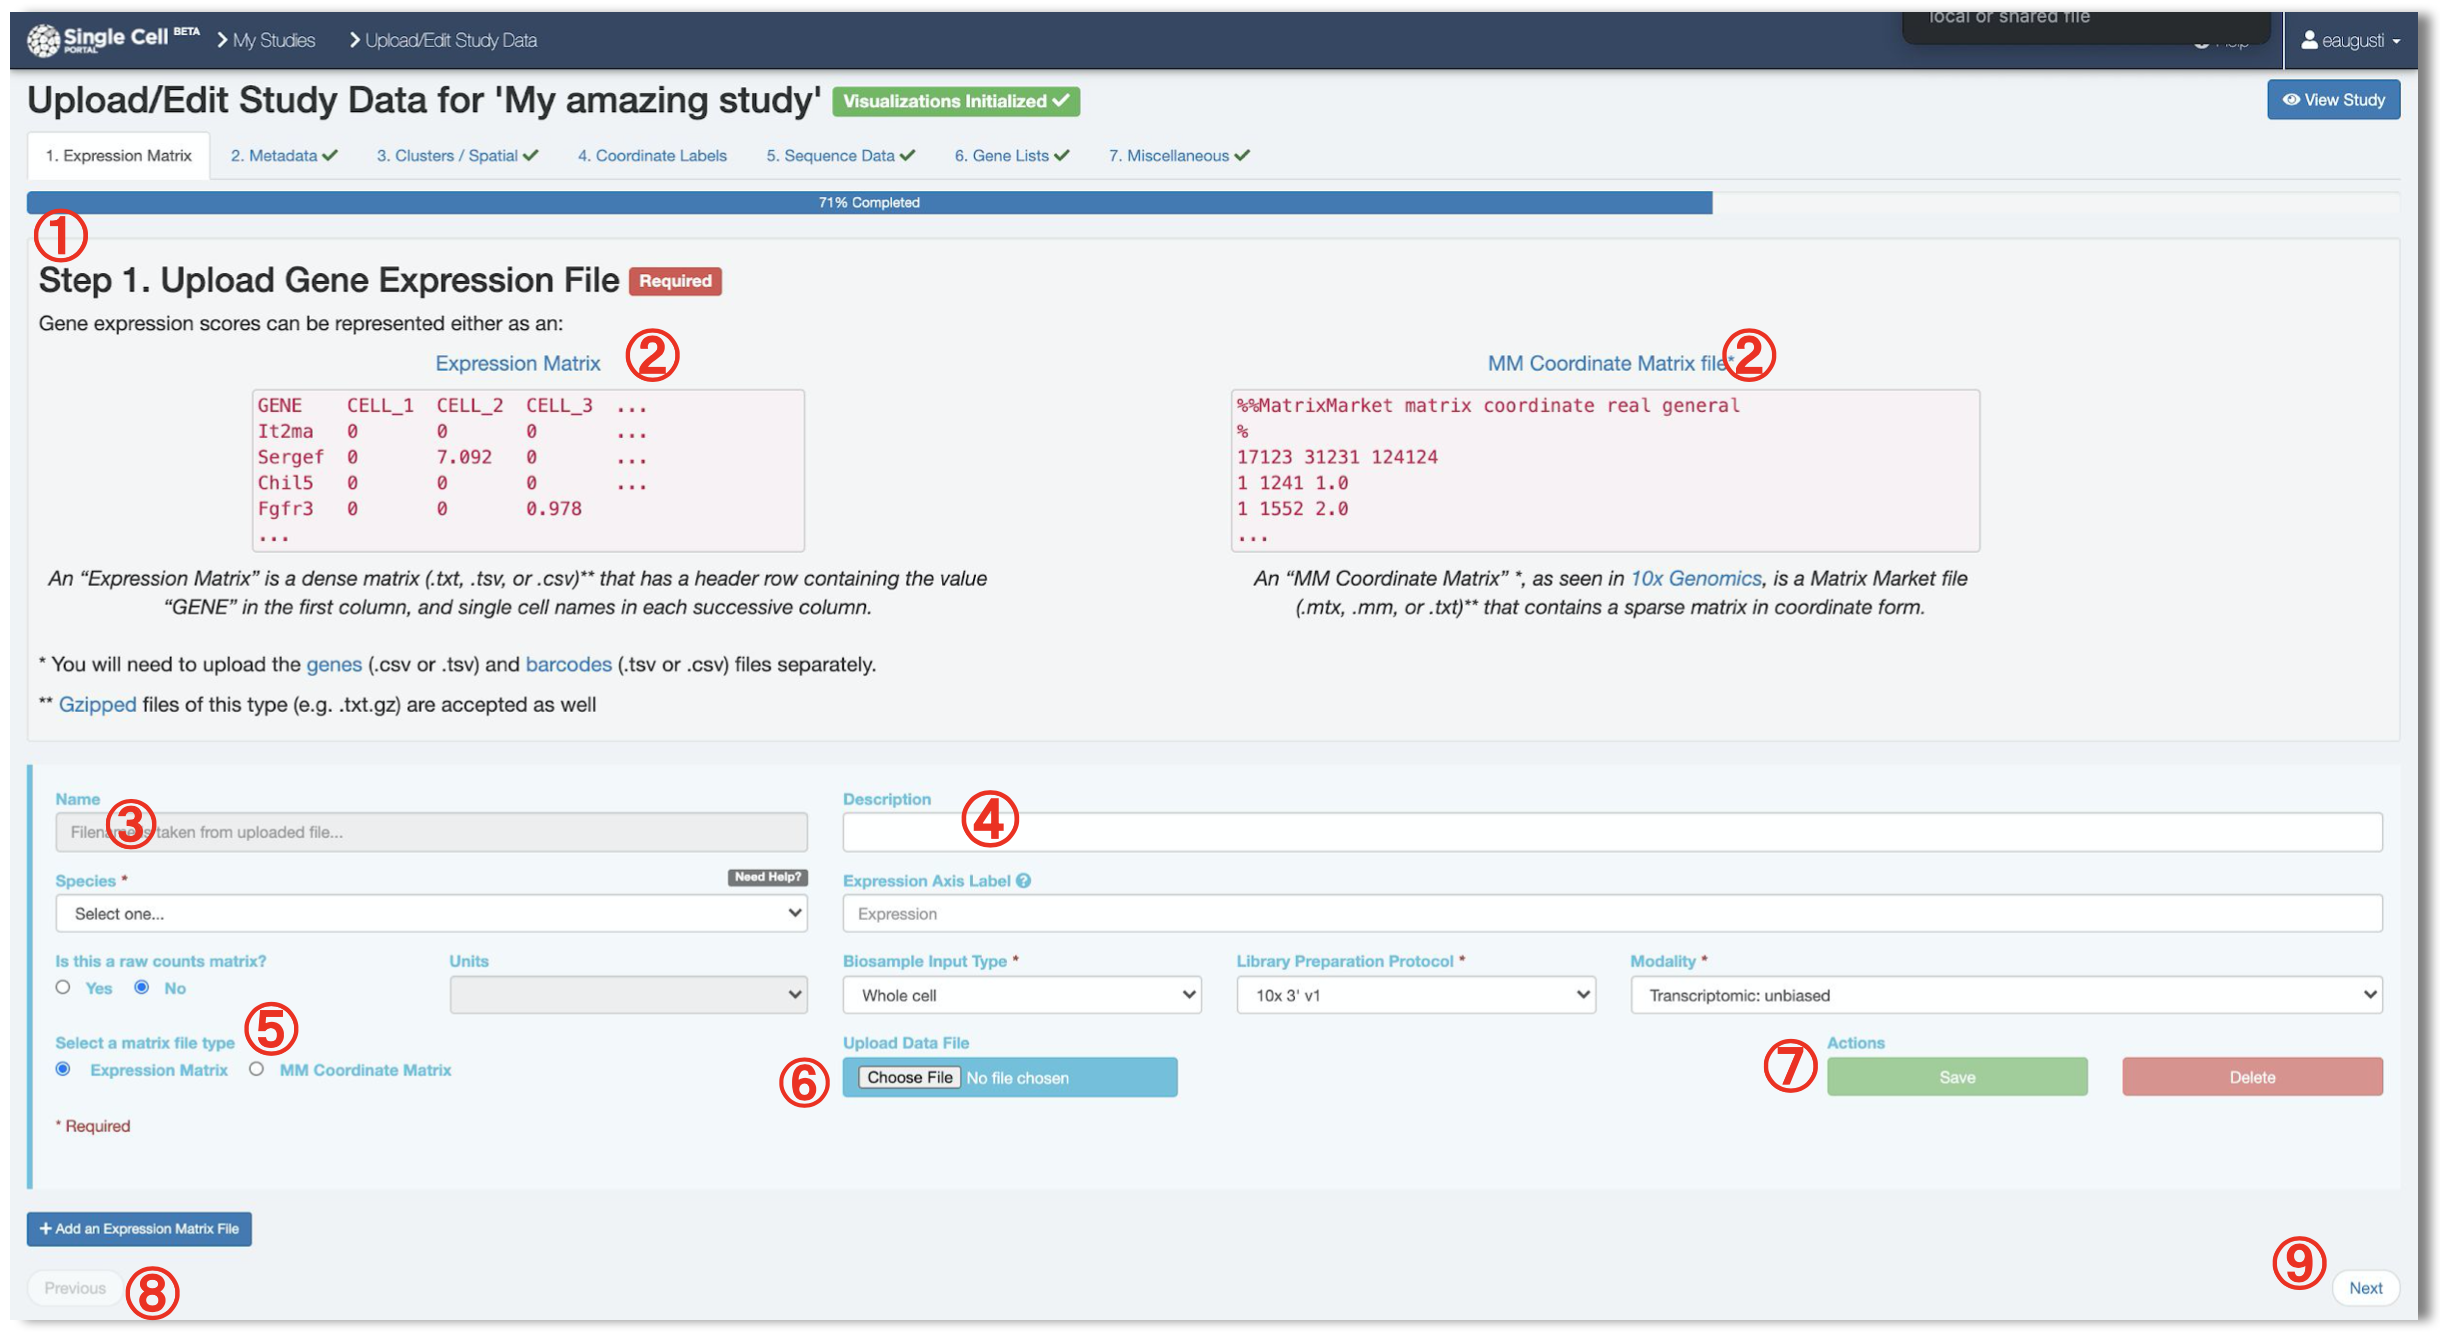 local or shared file
Single Cell BETA
PORTAL
My Studies
Upload/Edit Study Data
Help
eaugusti
Upload/Edit Study Data for 'My amazing study' Visualizations Initialized ✓
View Study
1. Expression Matrix
2. Metadata ✓
3. Clusters / Spatial ✓
4. Coordinate Labels
5. Sequence Data ✓
6. Gene Lists ✓
7. Miscellaneous ✓
71% Completed
①
Step 1. Upload Gene Expression File Required
Gene expression scores can be represented either as an:
Expression Matrix ②
GENE CELL_1 CELL_2 CELL_3 ...
It2ma 0 0 0 ...
Sergef 0 7.092 0 ...
Chil5 0 0 0 ...
Fgfr3 0 0 0.978
...
An “Expression Matrix” is a dense matrix (.txt, .tsv, or .csv)** that has a header row containing the value
“GENE” in the first column, and single cell names in each successive column.
MM Coordinate Matrix file* ②
%%MatrixMarket matrix coordinate real general
%
17123 31231 124124
1 1241 1.0
1 1552 2.0
...
An “MM Coordinate Matrix” *, as seen in 10x Genomics, is a Matrix Market file
(.mtx, .mm, or .txt)** that contains a sparse matrix in coordinate form.
* You will need to upload the genes (.csv or .tsv) and barcodes (.tsv or .csv) files separately.
** Gzipped files of this type (e.g. .txt.gz) are accepted as well
Name
③
Filename is taken from uploaded file...
Description
④
Species *
Need Help?
Select one...
Expression Axis Label ?
Expression
Is this a raw counts matrix?
Yes No
Units
Biosample Input Type *
Whole cell
Library Preparation Protocol *
10x 3' v1
Modality *
Transcriptomic: unbiased
Select a matrix file type ⑤
Expression Matrix MM Coordinate Matrix
Upload Data File
⑥
Choose File No file chosen
Actions
⑦
Save
Delete
* Required
+ Add an Expression Matrix File
Previous ⑧
⑨ Next